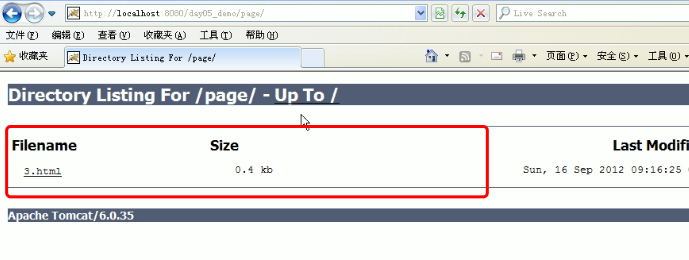 http://localhost:8080/day05_demo/page/
Live Search
文件(F) 编辑(E) 查看(V) 收藏夹(A) 工具(T) 帮助(H)
收藏夹 Directory Listing For /page/ 页面(P) 安全(S) 工具(O)
Directory Listing For /page/ - Up To /
Filename Size Last Modifi
3.html 0.4 kb Sun, 16 Sep 2012 09:16:25
Apache Tomcat/6.0.35